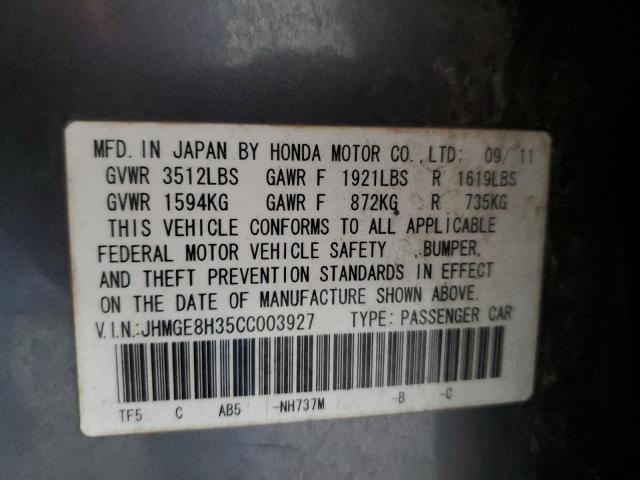 MFD. IN JAPAN BY HONDA MOTOR CO., LTD: 09/ 11
GVWR 3512LBS GAWR F 1921LBS R 1619LBS
GVWR 1594KG GAWR F 872KG R 735KG
THIS VEHICLE CONFORMS TO ALL APPLICABLE
FEDERAL MOTOR VEHICLE SAFETY , BUMPER,
AND THEFT PREVENTION STANDARDS IN EFFECT
ON THE DATE OF MANUFACTURE SHOWN ABOVE.
V.I.N.:JHMGE8H35CC003927 TYPE: PASSENGER CAR
TF5 C AB5 -NH737M -B -C